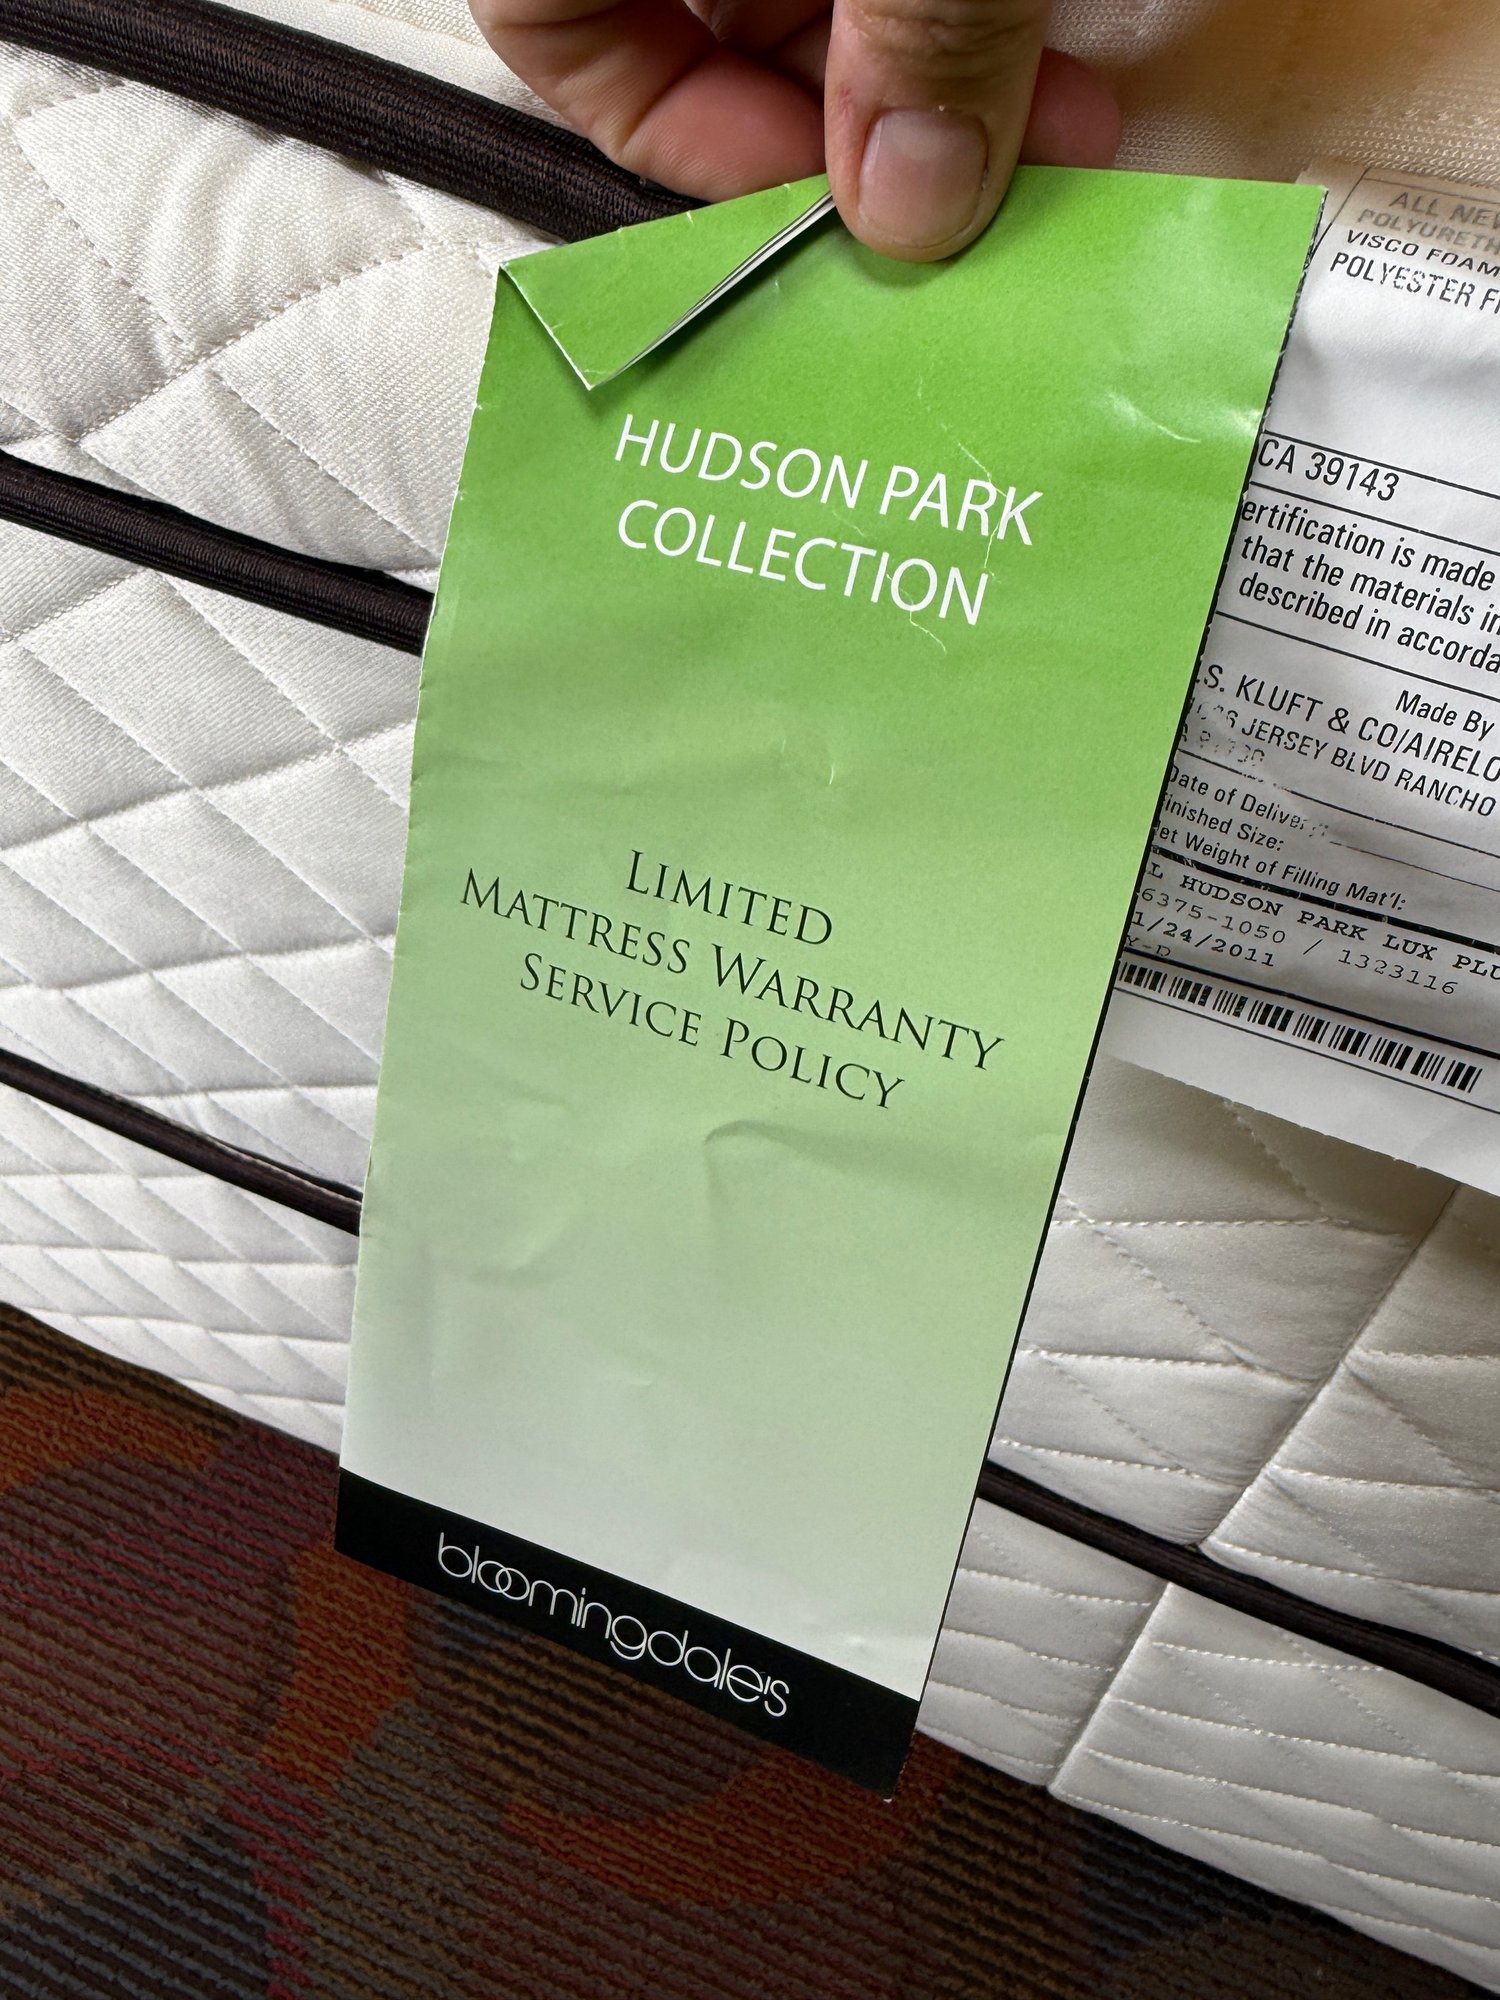 HUDSON PARK
COLLECTION
LIMITED
MATTRESS WARRANTY
SERVICE POLICY
bloomingdale's
ALL NEW
POLYURETH
VISCO FOAM
POLYESTER FI
CA 39143
ertification is made
that the materials in
described in accorda
Made By
.S. KLUFT & CO/AIRELO
JERSEY BLVD RANCHO
Date of Delivery
inished Size:
et Weight of Filling Mat'l:
L HUDSON PARK LUX PLU
6375-1050 / 1323116
1/24/2011
Y-D